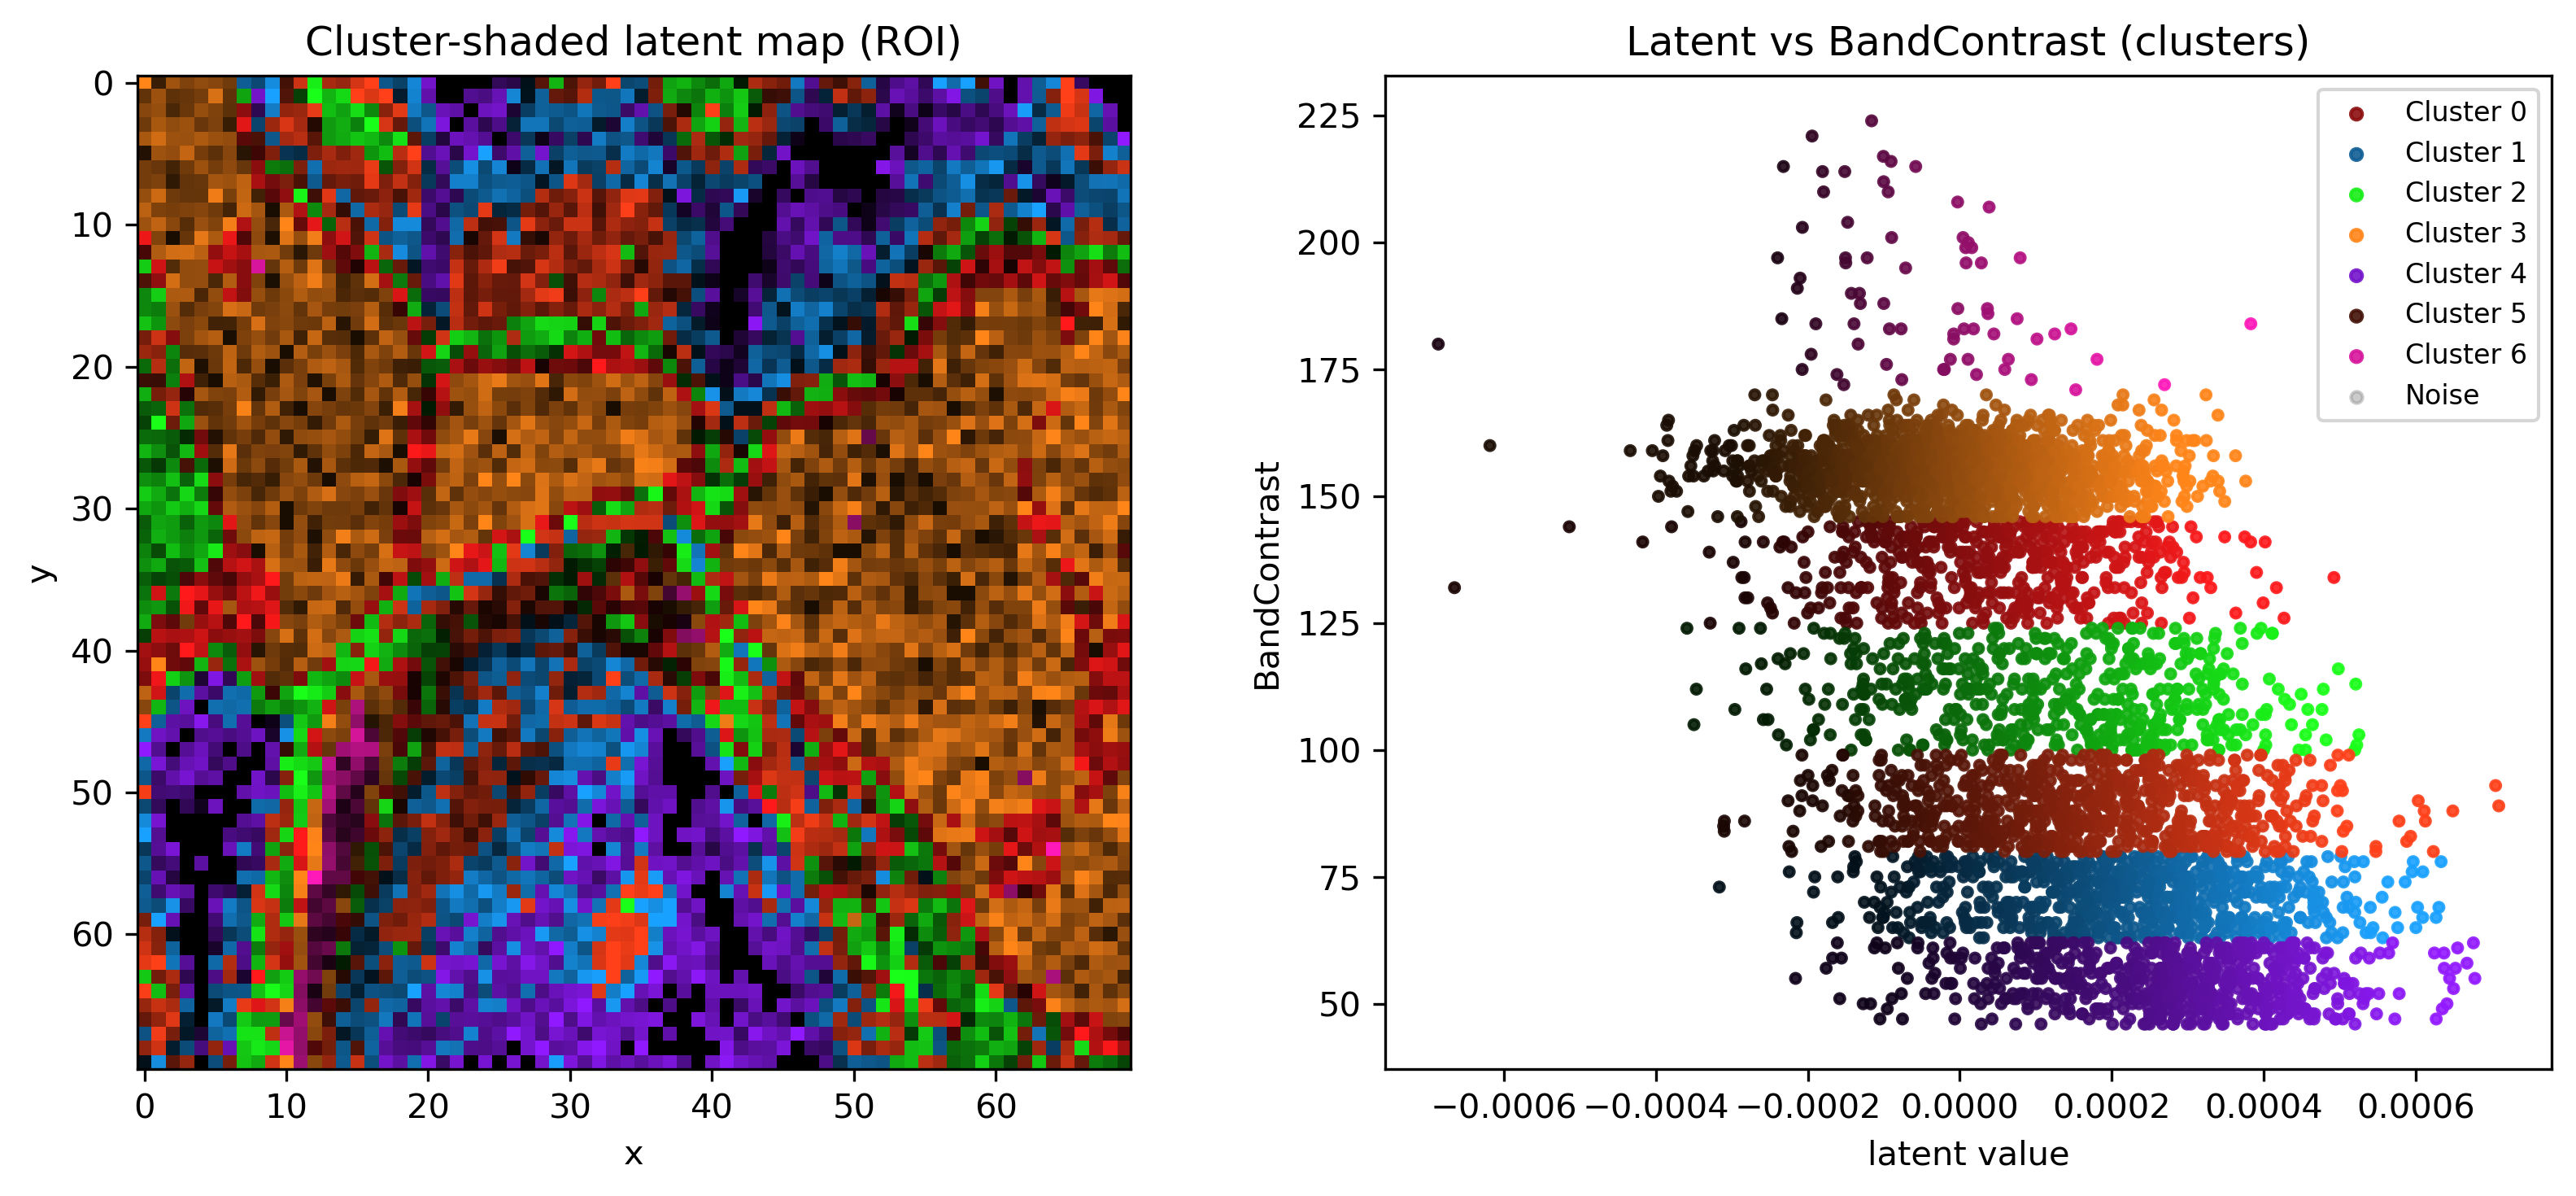 Cluster-shaded latent map (ROI)
0
10
20
30
40
50
60
y
0 10 20 30 40 50 60
x
Latent vs BandContrast (clusters)
225
200
175
150
125
100
75
50
BandContrast
−0.0006 −0.0004 −0.0002 0.0000 0.0002 0.0004 0.0006
latent value
Cluster 0
Cluster 1
Cluster 2
Cluster 3
Cluster 4
Cluster 5
Cluster 6
Noise